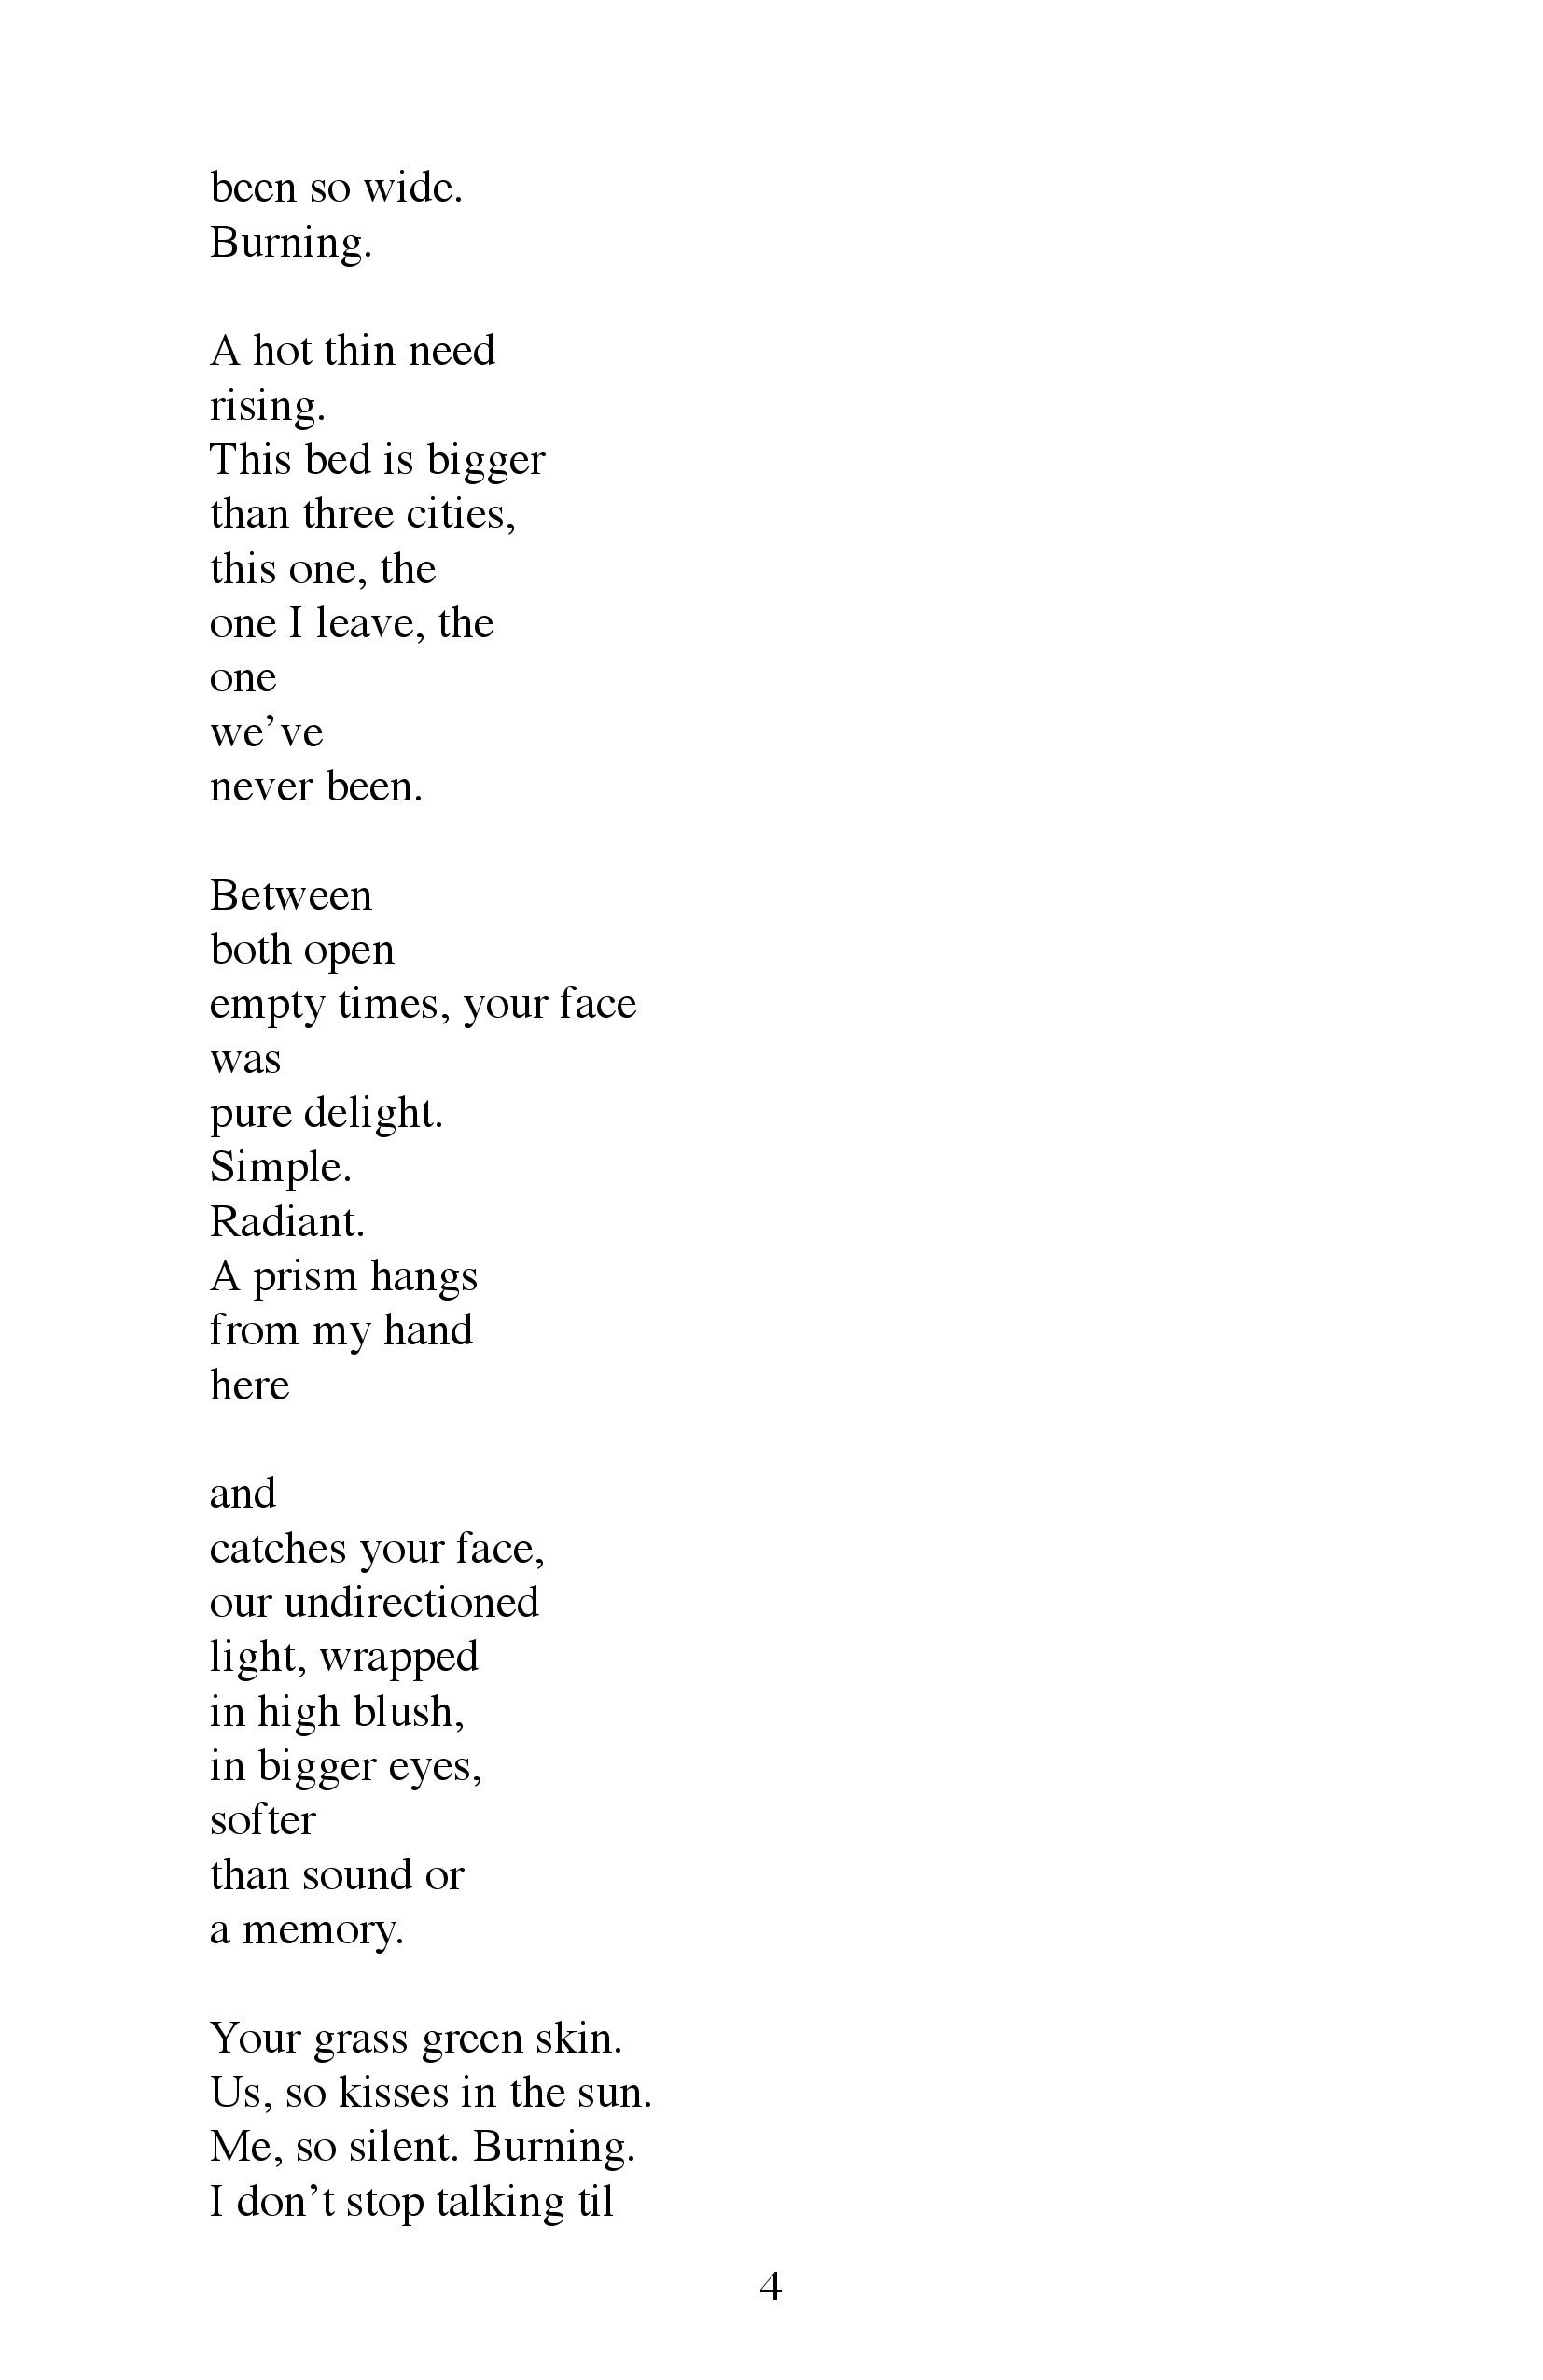 been so wide.
Burning.

A hot thin need
rising.
This bed is bigger
than three cities,
this one, the
one I leave, the
one
we’ve
never been.

Between
both open
empty times, your face
was
pure delight.
Simple.
Radiant.
A prism hangs
from my hand
here

and
catches your face,
our undirectioned
light, wrapped
in high blush,
in bigger eyes,
softer
than sound or
a memory.

Your grass green skin.
Us, so kisses in the sun.
Me, so silent. Burning.
I don’t stop talking til

4